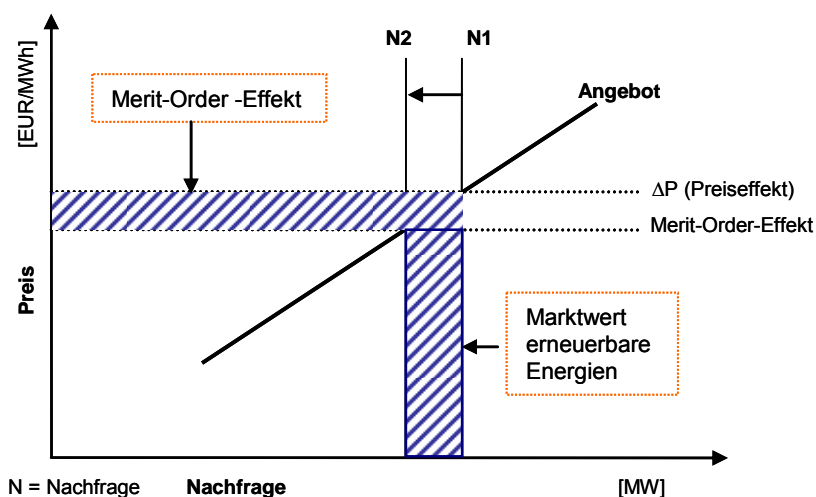 N2
N1
[EUR/MWh]
Merit-Order -Effekt
Angebot
ΔP (Preiseffekt)
Merit-Order-Effekt
Preis
Marktwert
erneuerbare
Energien
N = Nachfrage
Nachfrage
[MW]